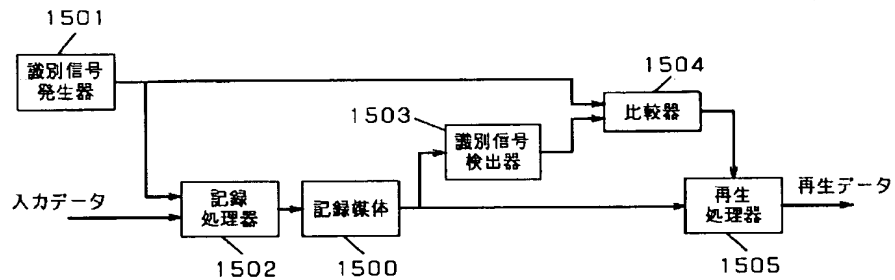 1501
識別信号
発生器
1504
比較器
1503
識別信号
検出器
入力データ
記録
処理器
記録媒体
再生
処理器
再生データ
1502
1500
1505